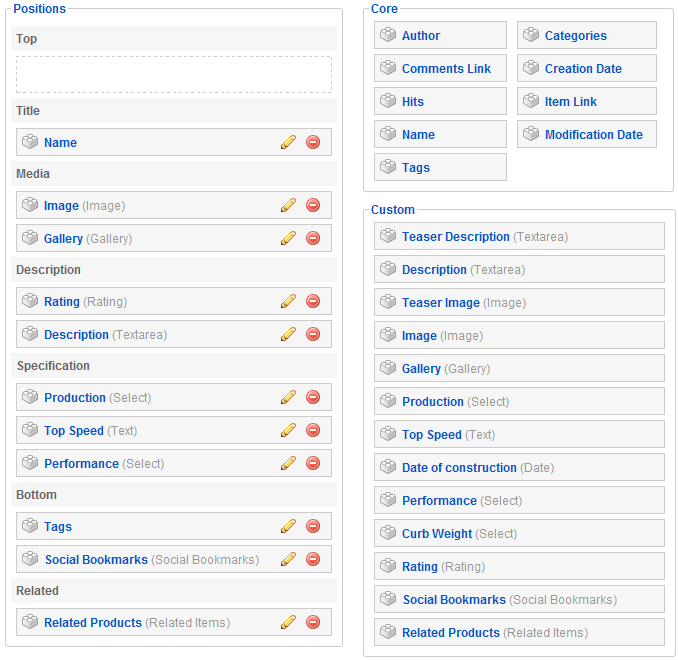 Positions
Top
Title
Name
Media
Image (Image)
Gallery (Gallery)
Description
Rating (Rating)
Description (Textarea)
Specification
Production (Select)
Top Speed (Text)
Performance (Select)
Bottom
Tags
Social Bookmarks (Social Bookmarks)
Related
Related Products (Related Items)
Core
Author
Categories
Comments Link
Creation Date
Hits
Item Link
Name
Modification Date
Tags
Custom
Teaser Description (Textarea)
Description (Textarea)
Teaser Image (Image)
Image (Image)
Gallery (Gallery)
Production (Select)
Top Speed (Text)
Date of construction (Date)
Performance (Select)
Curb Weight (Select)
Rating (Rating)
Social Bookmarks (Social Bookmarks)
Related Products (Related Items)